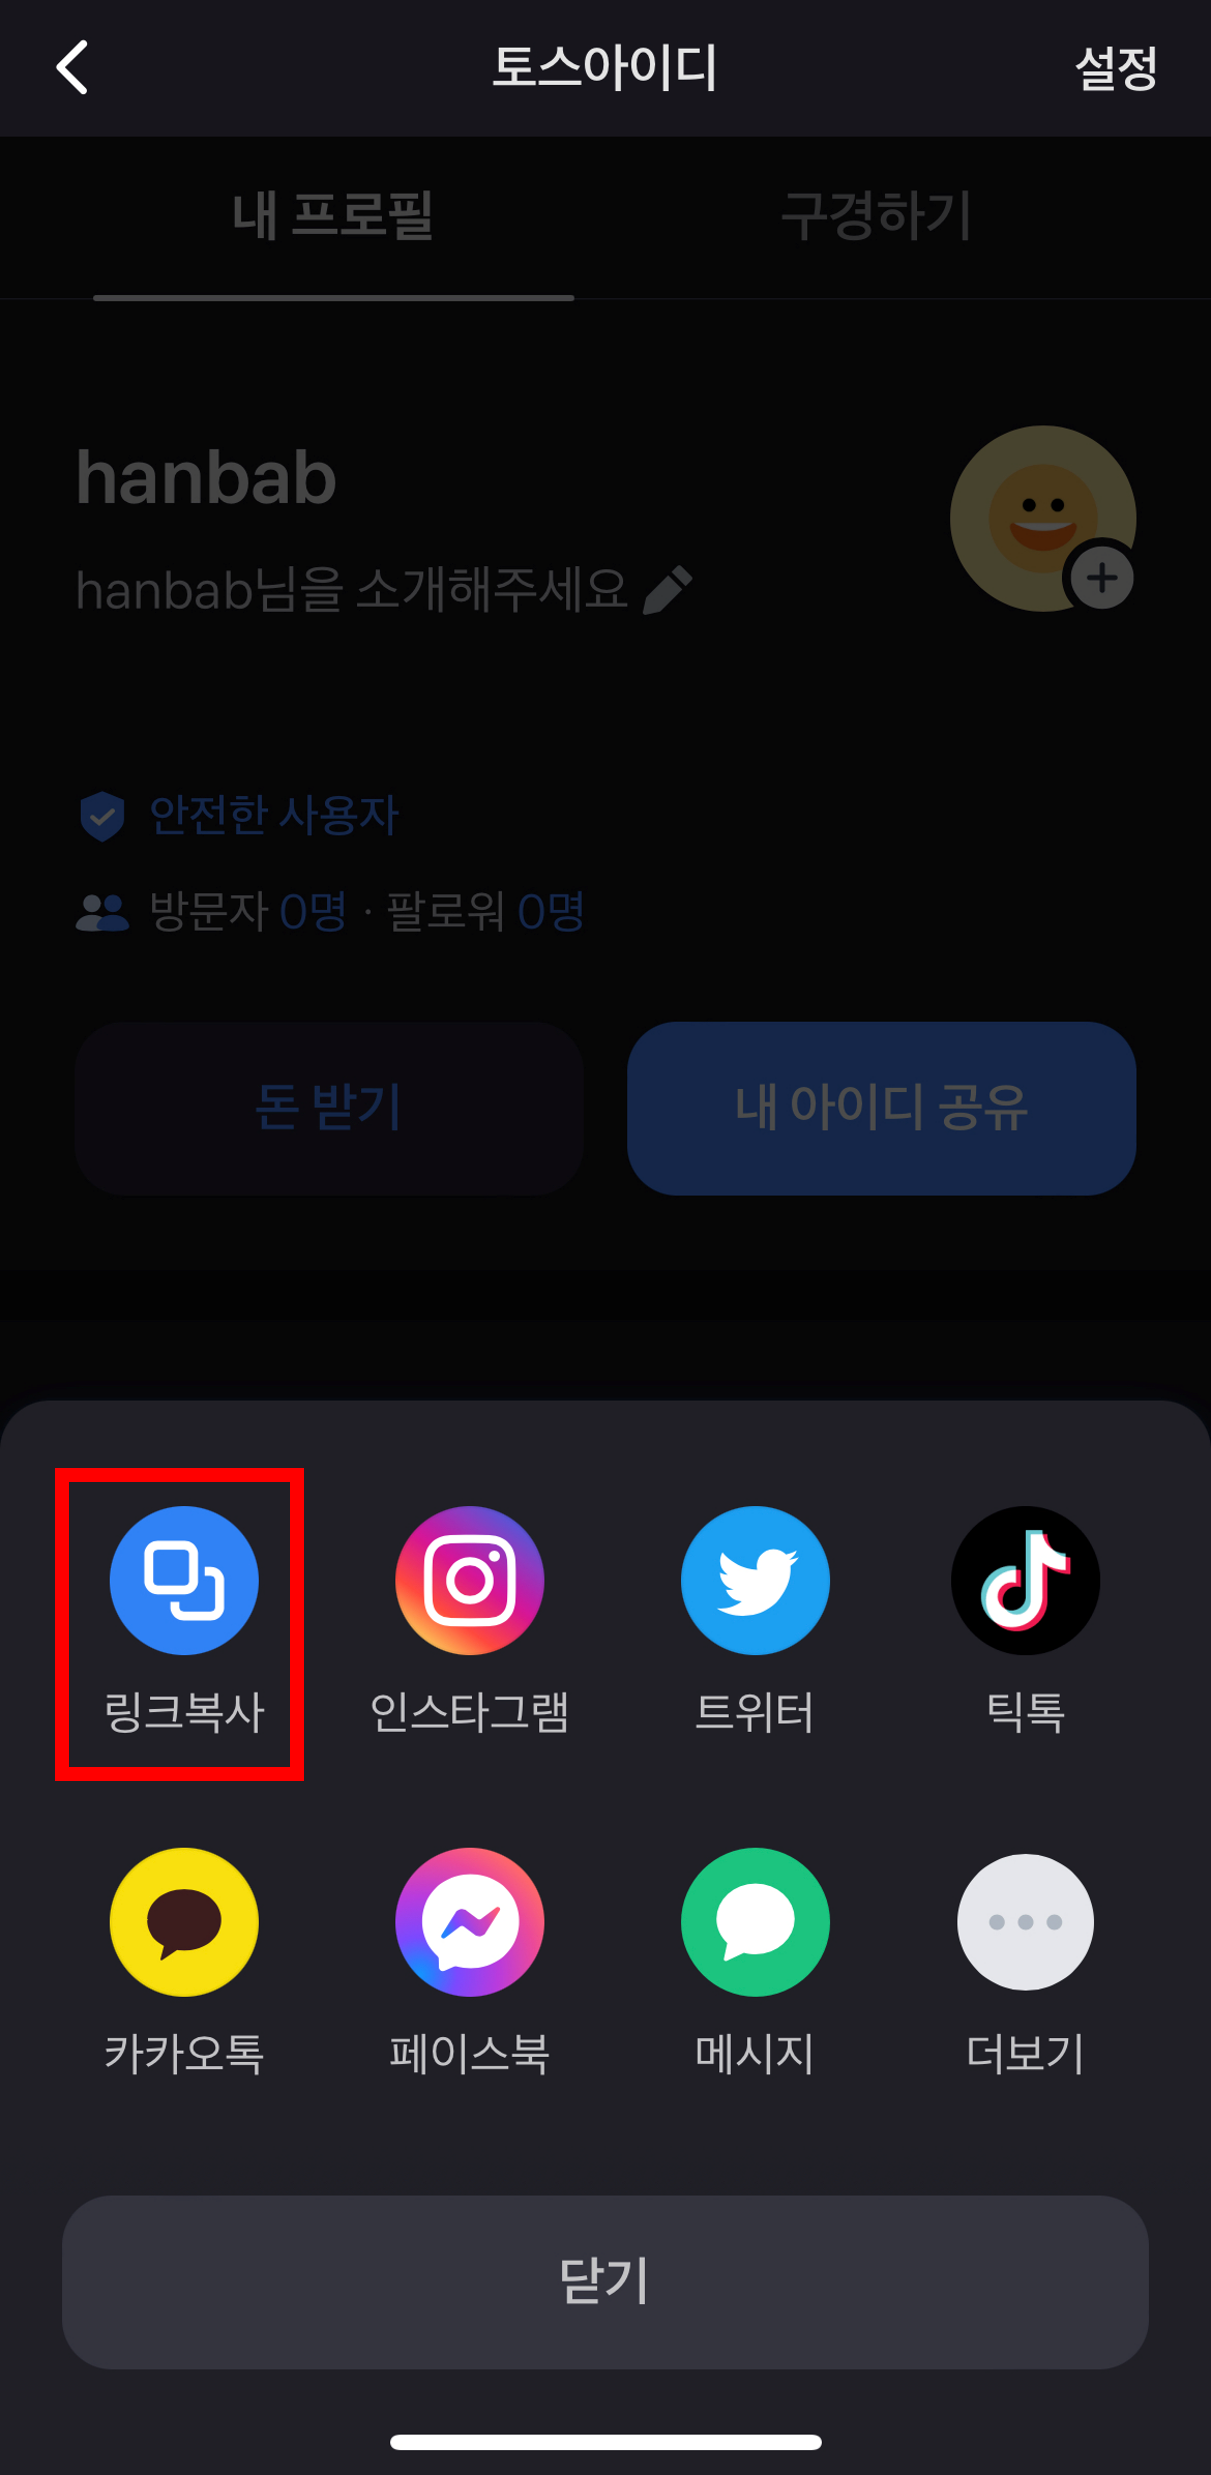 토스아이디
설정
내 프로필
구경하기
hanbab
hanbab님을 소개해주세요
안전한 사용자
방문자 0명 · 팔로워 0명
돈 받기
내 아이디 공유
링크복사
인스타그램
트위터
틱톡
카카오톡
페이스북
메시지
더보기
닫기